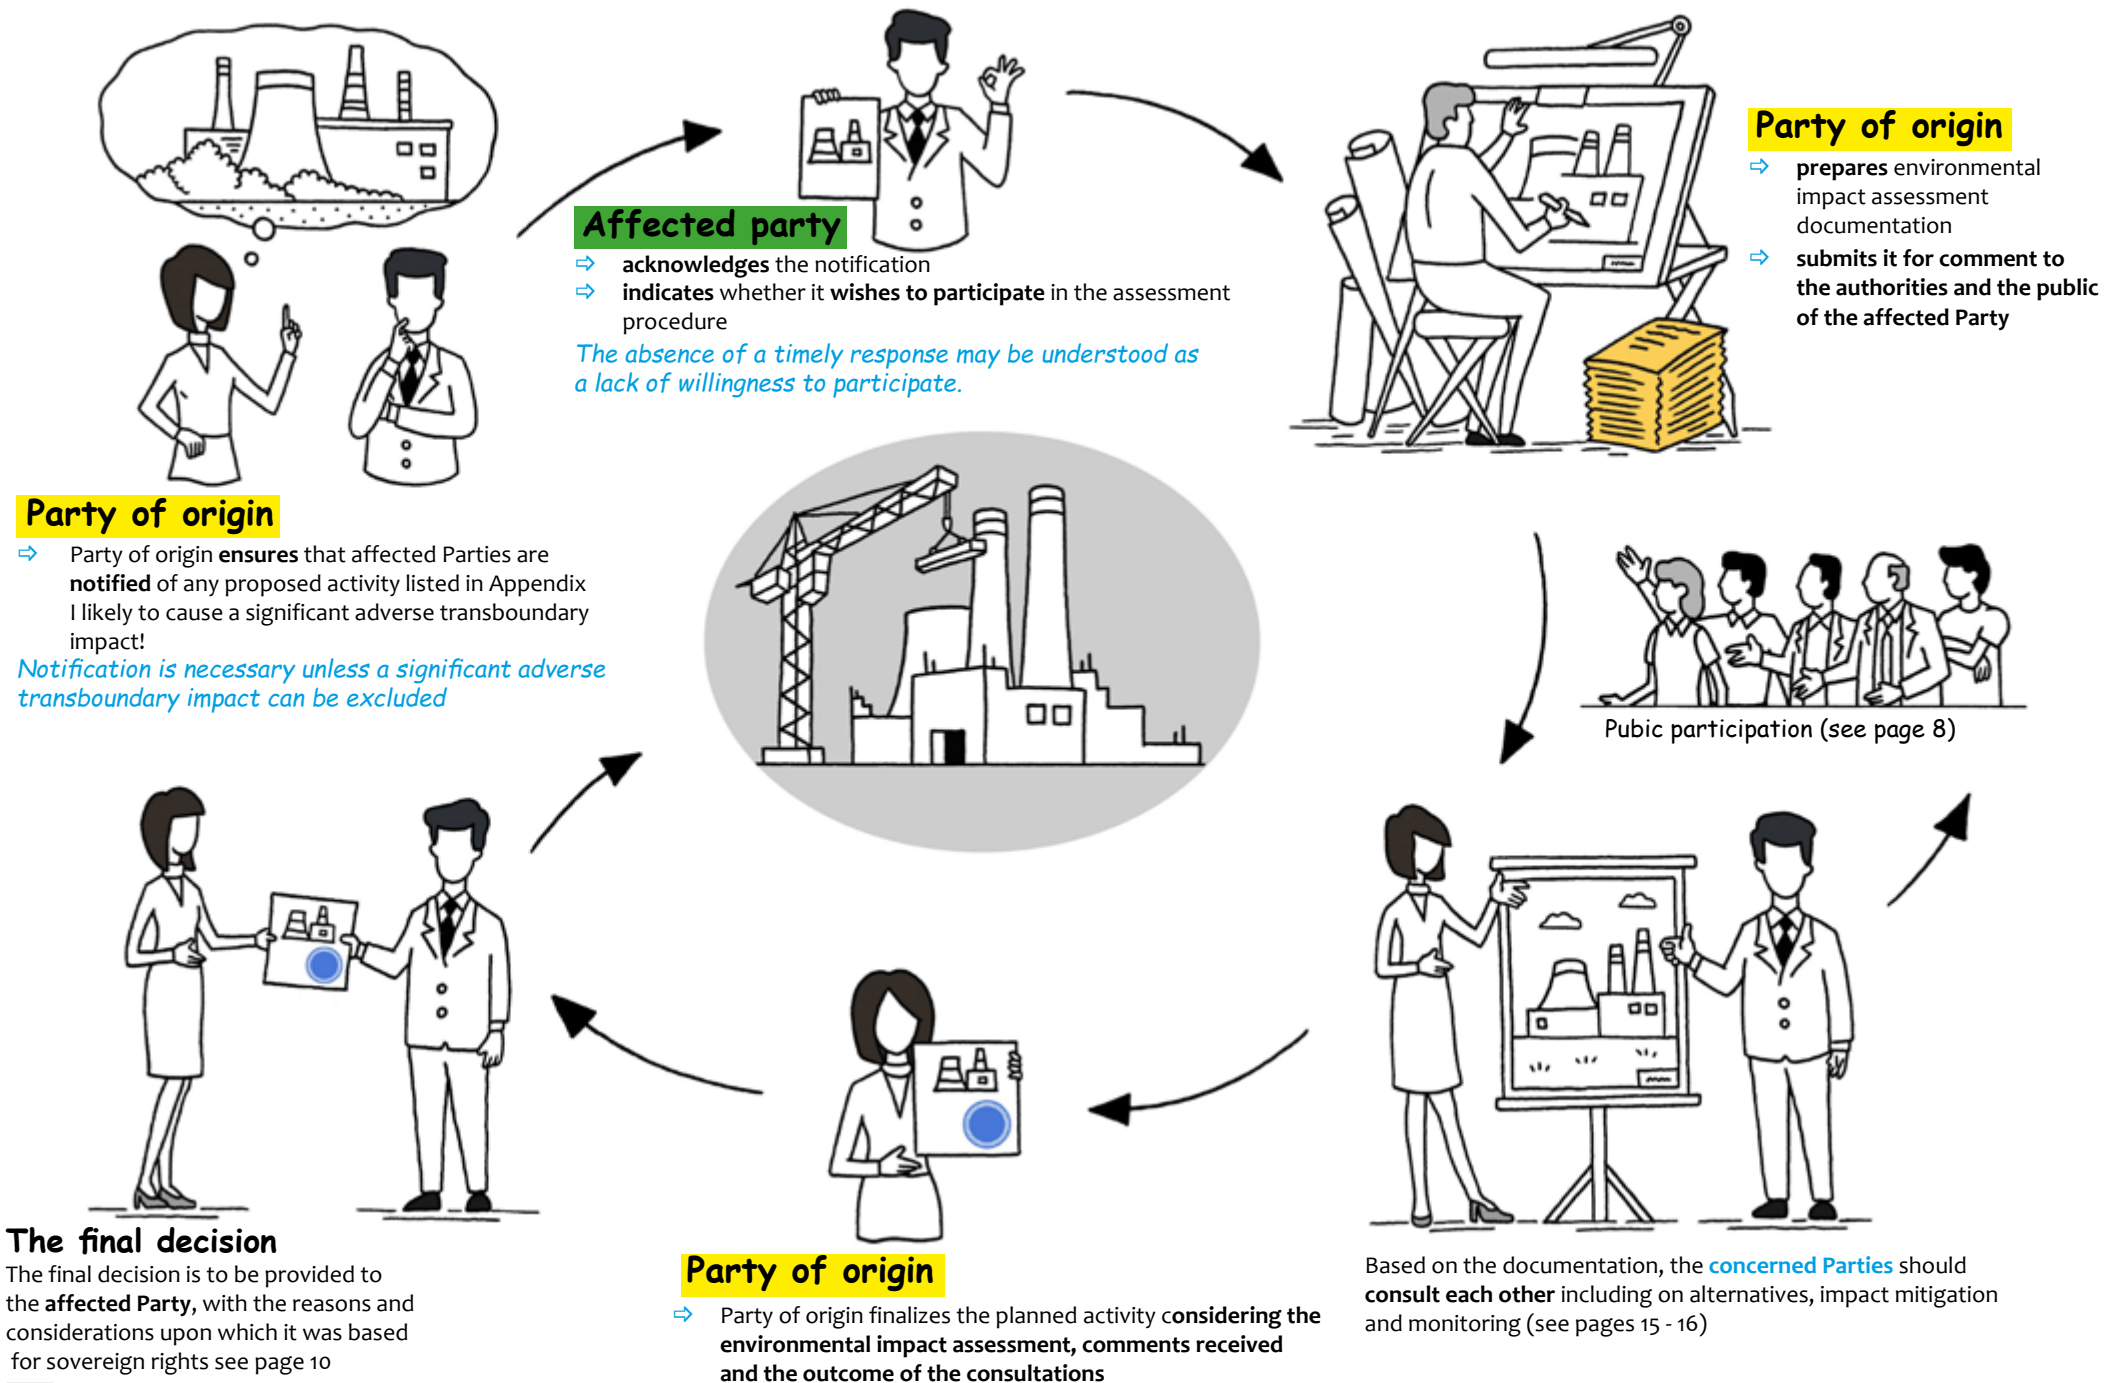 Affected party
acknowledges the notification
indicates whether it wishes to participate in the assessment
procedure
The absence of a timely response may be understood as
a lack of willingness to participate.
Party of origin
prepares environmental
impact assessment
documentation
submits it for comment to
the authorities and the public
of the affected Party
Party of origin
Party of origin ensures that affected Parties are
notified of any proposed activity listed in Appendix
I likely to cause a significant adverse transboundary
impact!
Notification is necessary unless a significant adverse
transboundary impact can be excluded
Pubic participation (see page 8)
Based on the documentation, the concerned Parties should
consult each other including on alternatives, impact mitigation
and monitoring (see pages 15 - 16)
Party of origin
Party of origin finalizes the planned activity considering the
environmental impact assessment, comments received
and the outcome of the consultations
The final decision
The final decision is to be provided to
the affected Party, with the reasons and
considerations upon which it was based
for sovereign rights see page 10